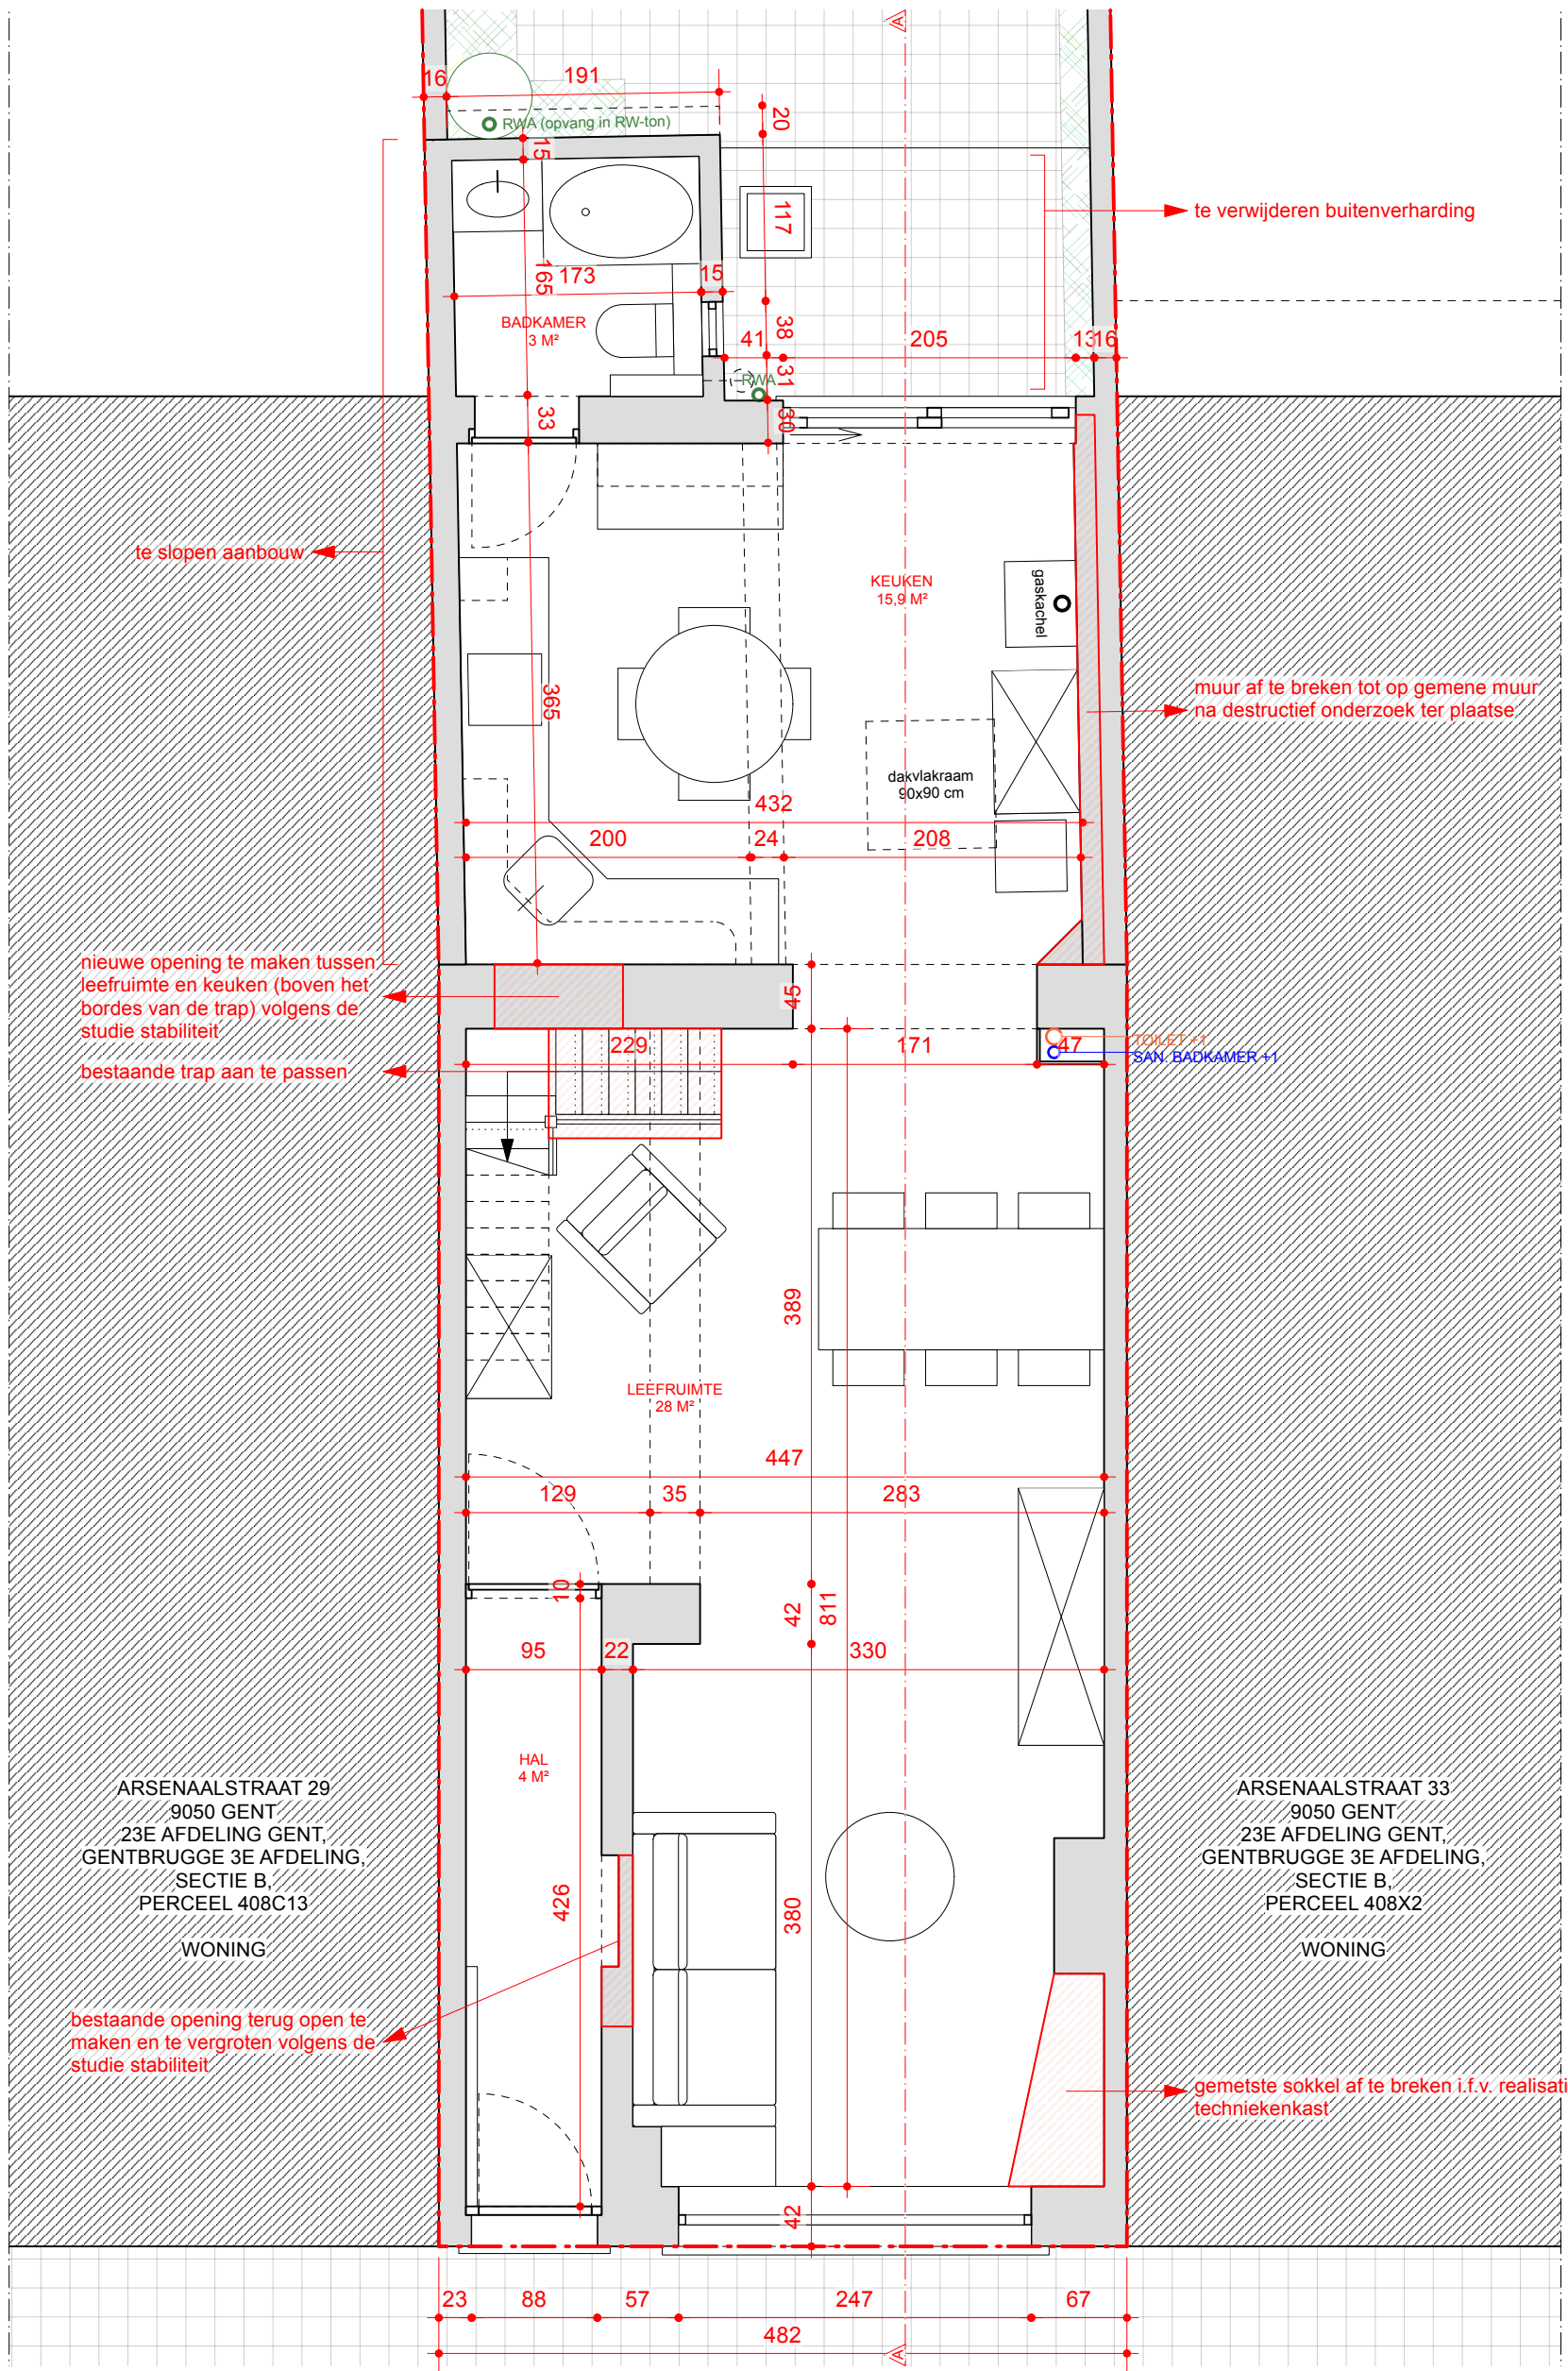 A
16
191
20
RWA (opvang in RW-ton)
15
117
te verwijderen buitenverharding
165
173
15
BADKAMER
3 M²
38
41
205
13
16
31
RWA
33
30
te slopen aanbouw
KEUKEN
15,9 M²
gaskachel
365
muur af te breken tot op gemene muur
na destructief onderzoek ter plaatse
dakvlakraam
90x90 cm
432
200
24
208
nieuwe opening te maken tussen
leefruimte en keuken (boven het
bordes van de trap) volgens de
studie stabiliteit
45
229
171
47
TOILET +1
SAN. BADKAMER +1
bestaande trap aan te passen
389
LEEFRUIMTE
28 M²
447
129
35
283
10
42
811
95
22
330
HAL
4 M²
ARSENAALSTRAAT 29
9050 GENT
23E AFDELING GENT,
GENTBRUGGE 3E AFDELING,
SECTIE B,
PERCEEL 408C13
WONING
ARSENAALSTRAAT 33
9050 GENT
23E AFDELING GENT,
GENTBRUGGE 3E AFDELING,
SECTIE B,
PERCEEL 408X2
WONING
426
380
bestaande opening terug open te
maken en te vergroten volgens de
studie stabiliteit
gemetste sokkel af te breken i.f.v. realisati
techniekenkast
42
23
88
57
247
67
482
A